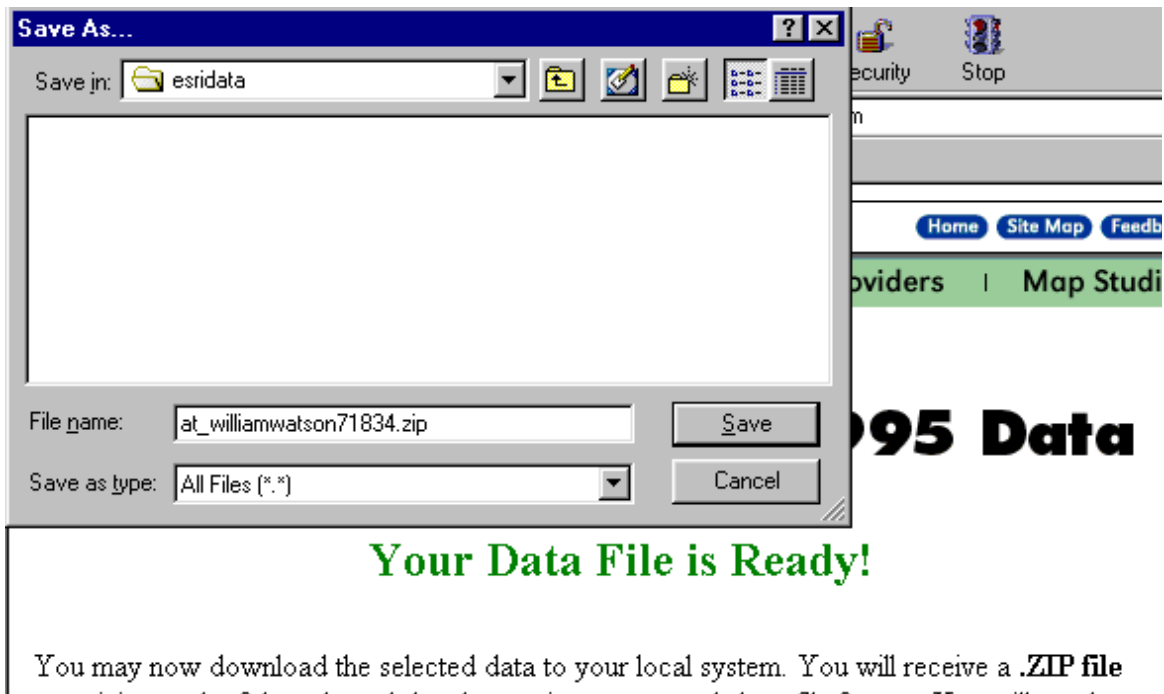 Save As...
Save in: esridata
File name: at_williamwatson71834.zip
Save
Save as type: All Files (*.*)
Cancel
ecurity Stop
m
Home Site Map Feedb
oviders | Map Studi
995 Data
Your Data File is Ready!
You may now download the selected data to your local system. You will receive a .ZIP file